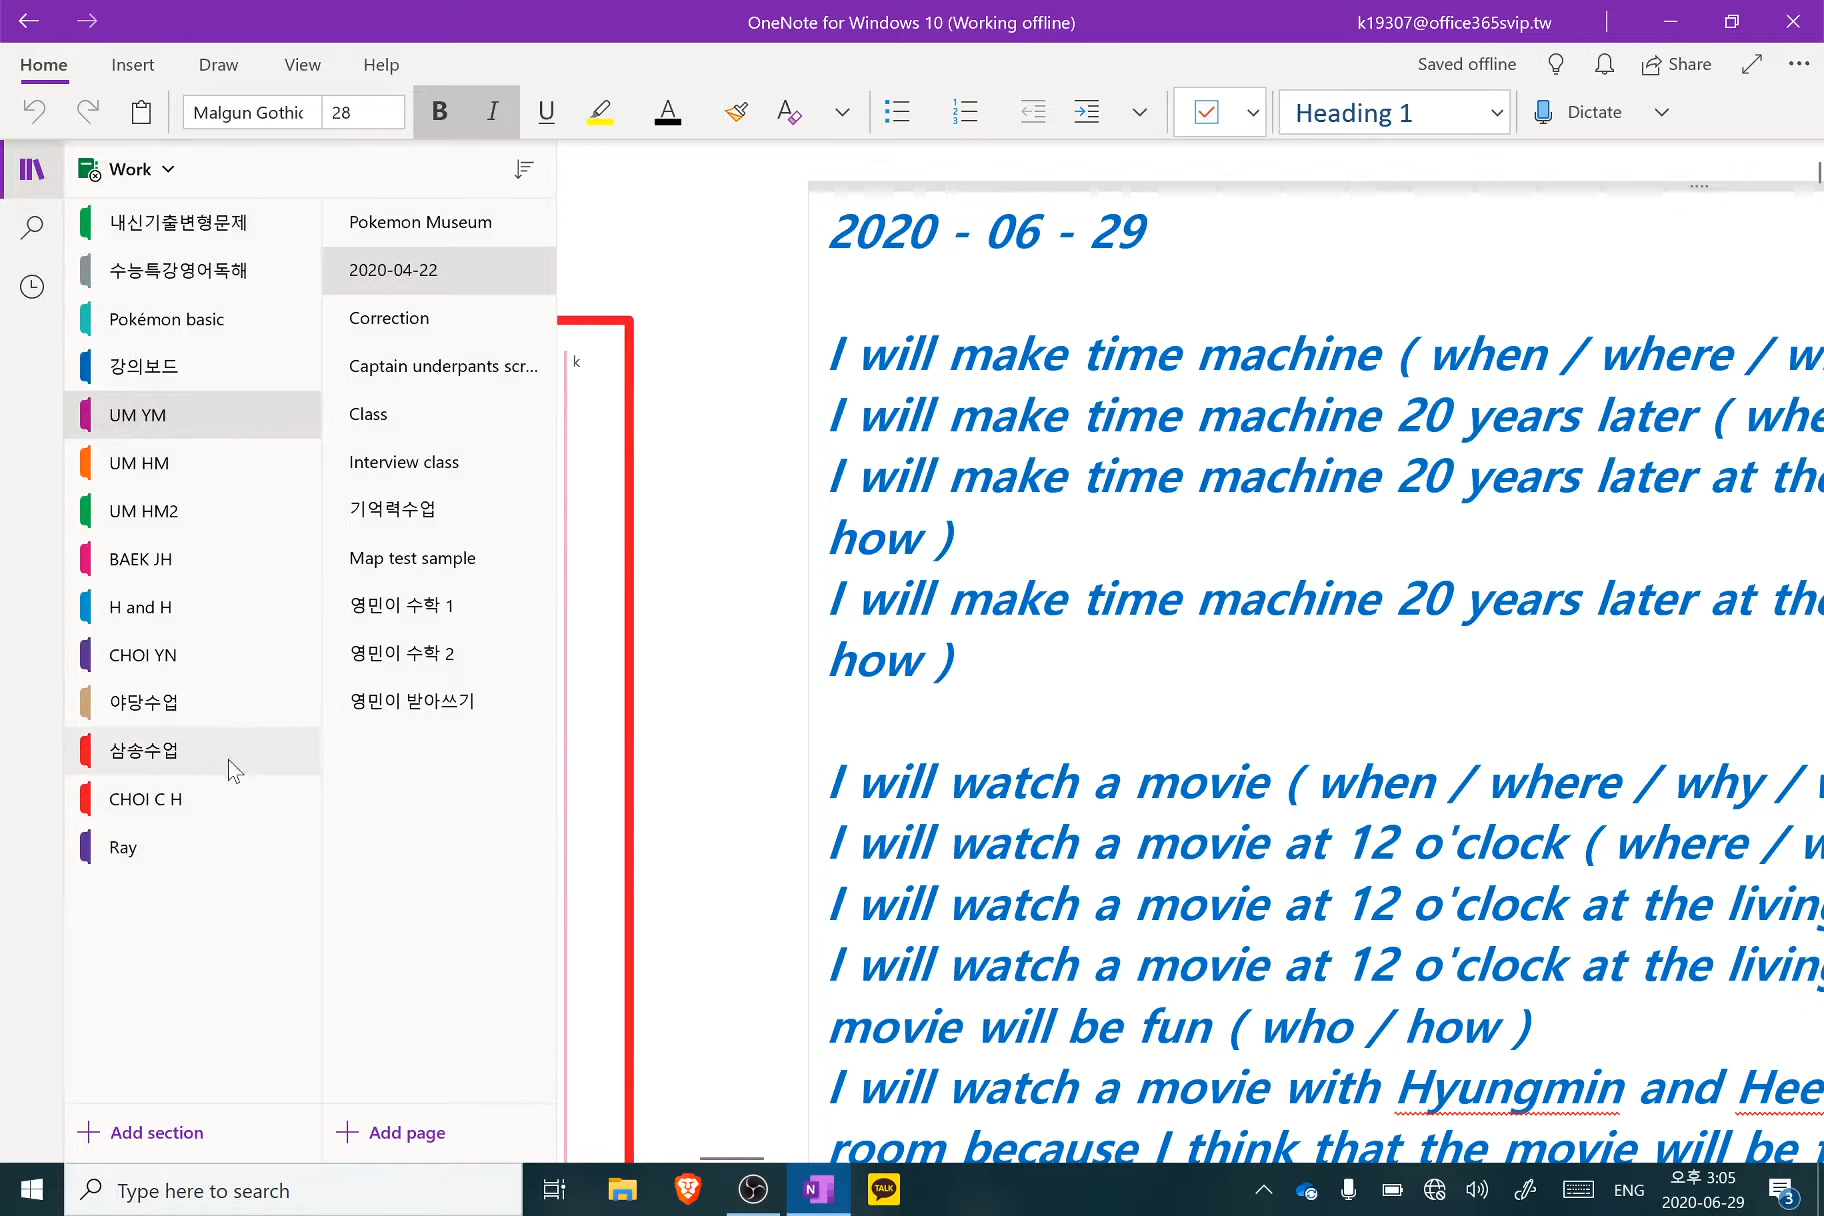 OneNote for Windows 10 (Working offline)
k19307@office365svip.tw
Home
Insert
Draw
View
Help
Saved offline
Share
Malgun Gothic
28
B
I
U
A
Heading 1
Dictate
Work
내신기출변형문제
수능특강영어독해
Pokémon basic
강의보드
UM YM
UM HM
UM HM2
BAEK JH
H and H
CHOI YN
야당수업
삼송수업
CHOI C H
Ray
Add section
Pokemon Museum
2020-04-22
Correction
Captain underpants scr...
Class
Interview class
기억력수업
Map test sample
영민이 수학 1
영민이 수학 2
영민이 받아쓰기
Add page
k
2020 - 06 - 29
I will make time machine ( when / where /
I will make time machine 20 years later (
I will make time machine 20 years later at
how )
I will make time machine 20 years later at
how )
I will watch a movie ( when / where / why /
I will watch a movie at 12 o'clock ( where /
I will watch a movie at 12 o'clock at the
I will watch a movie at 12 o'clock at the
movie will be fun ( who / how )
I will watch a movie with Hyungmin and Hee
room because I think that the movie will be
Type here to search
N
TALK
ENG
오후 3:05
2020-06-29
3